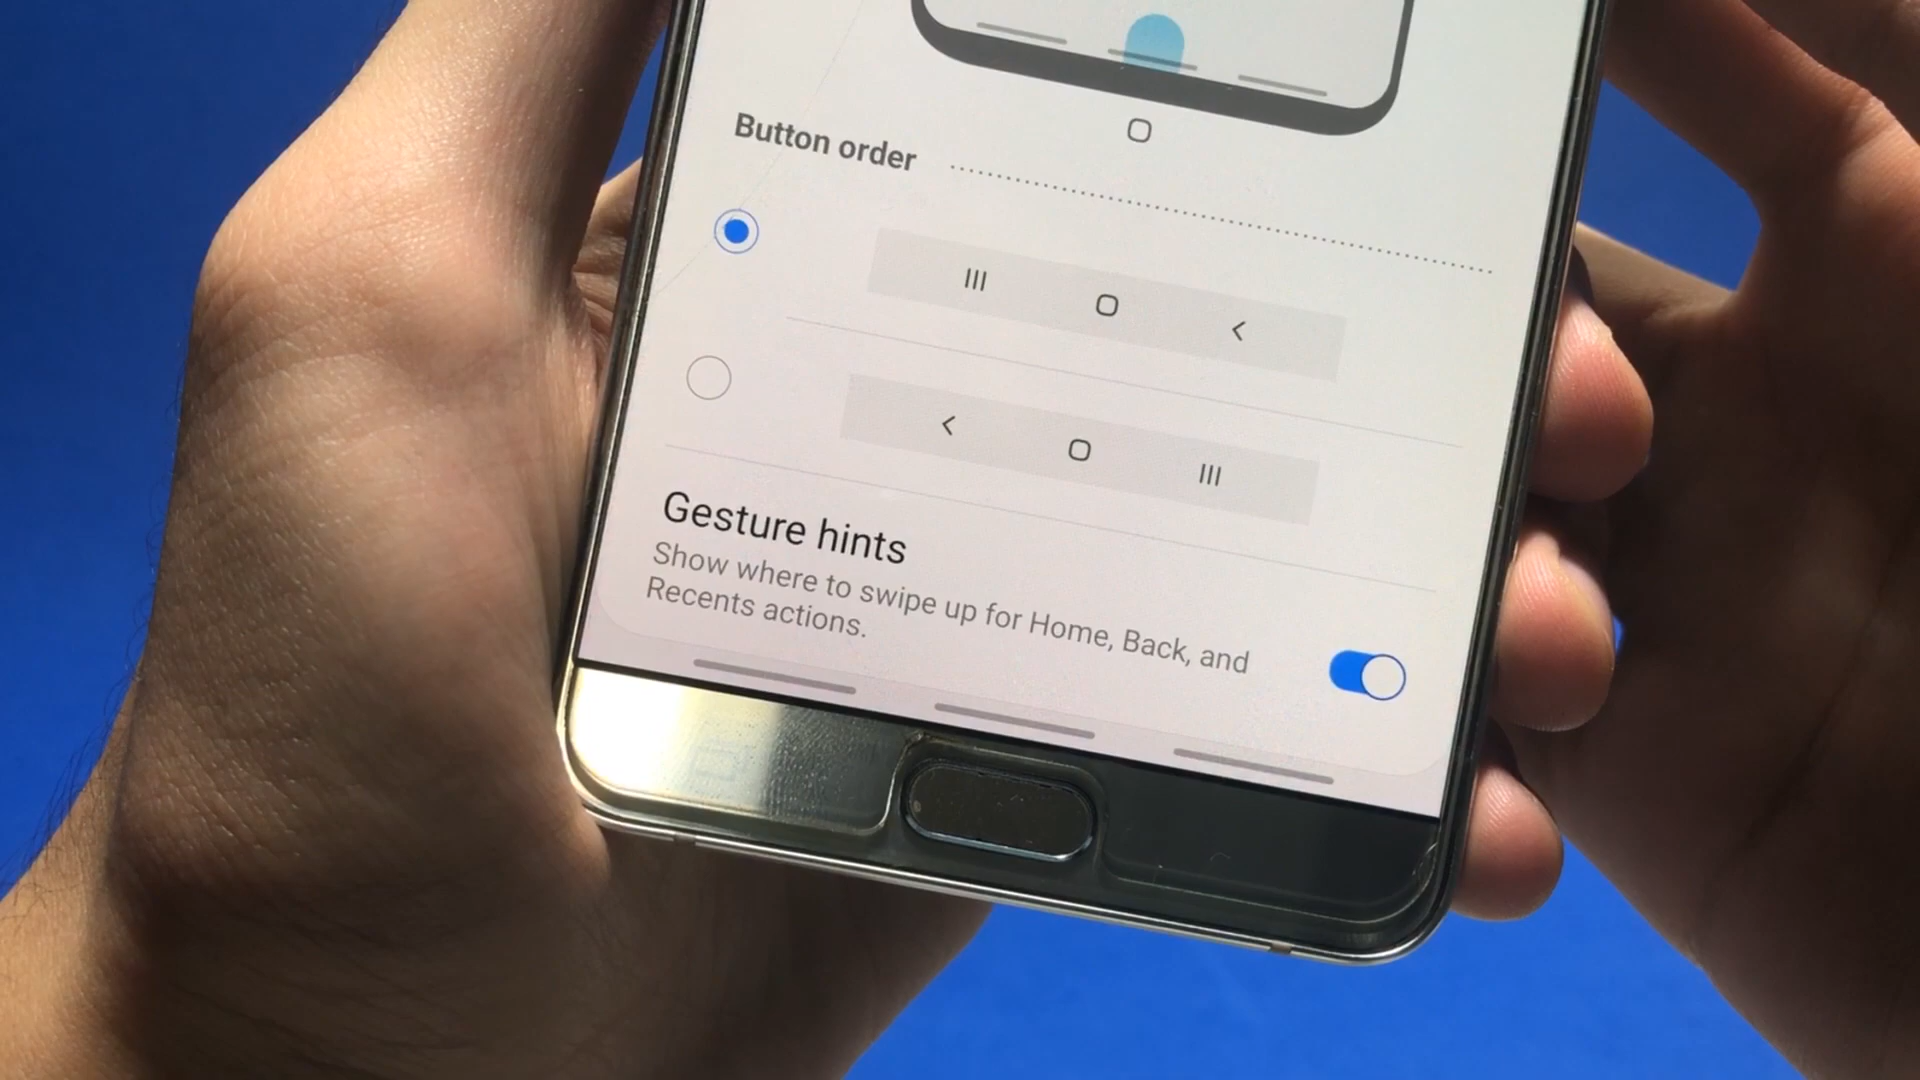 Button order
Gesture hints
Show where to swipe up for Home, Back, and
Recents actions.